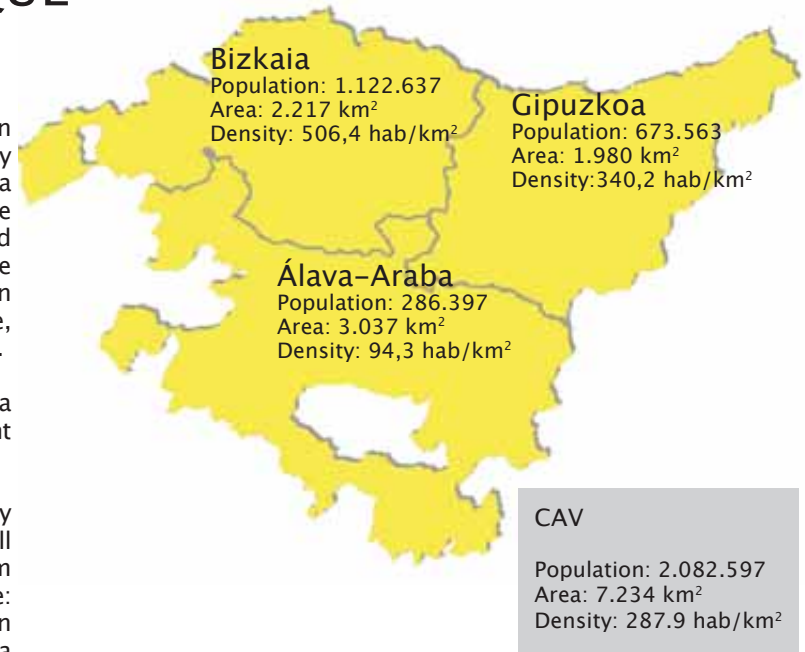 Bizkaia
Population: 1.122.637
Area: 2.217 km²
Density: 506,4 hab/km²
Gipuzkoa
Population: 673.563
Area: 1.980 km²
Density:340,2 hab/km²
Álava-Araba
Population: 286.397
Area: 3.037 km²
Density: 94,3 hab/km²
CAV
Population: 2.082.597
Area: 7.234 km²
Density: 287.9 hab/km²